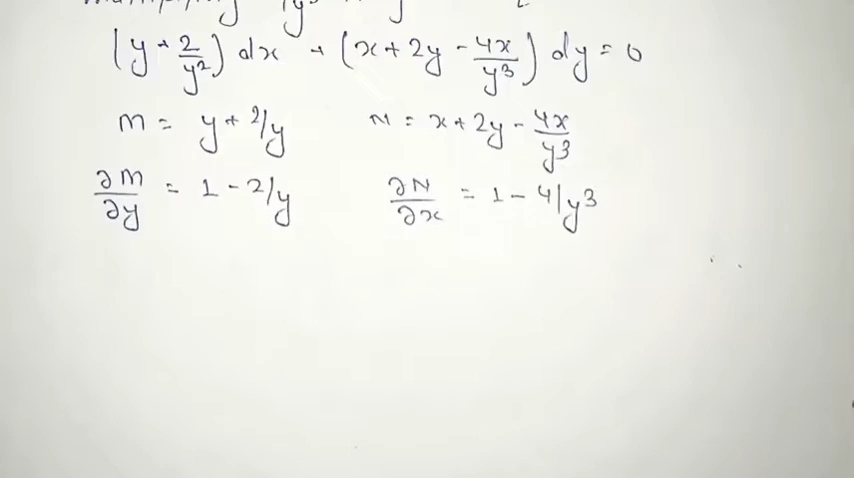 (y + 2/y²) dx + (x + 2y - 4x/y³) dy = 0
M = y + 2/y N = x + 2y - 4x/y³
∂M/∂y = 1 - 2/y ∂N/∂x = 1 - 4/y³